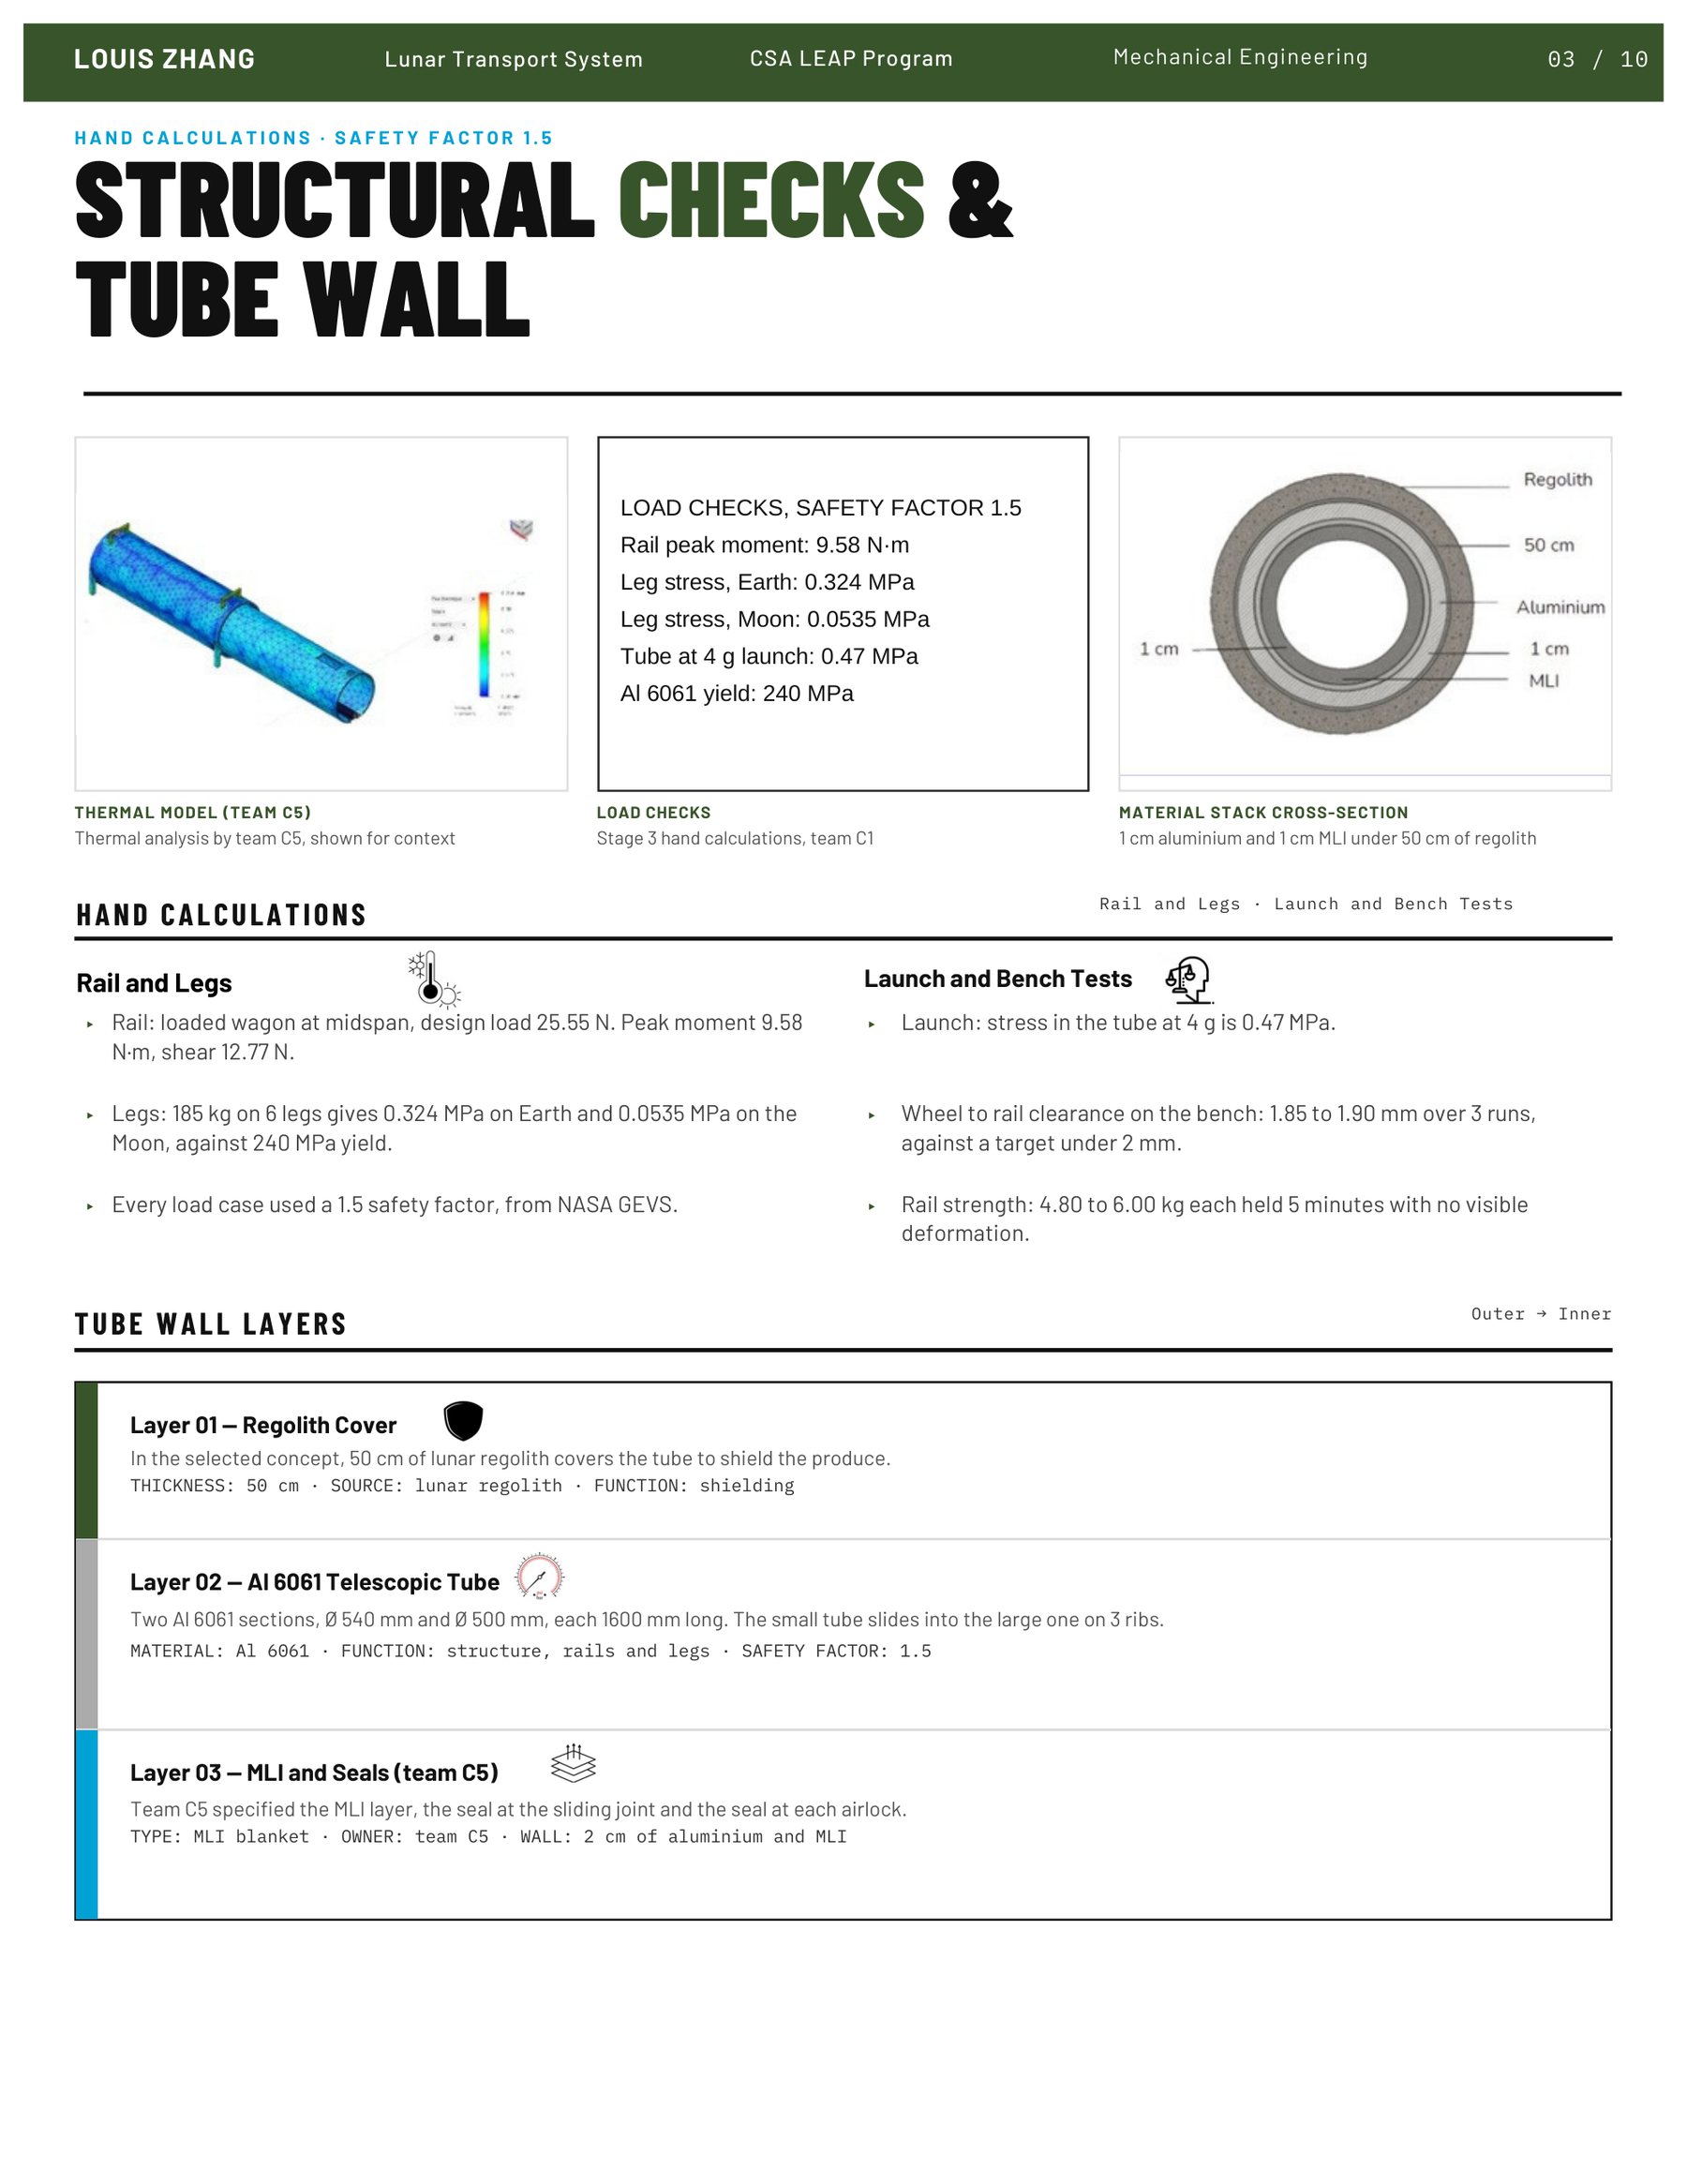 LOUIS ZHANG
Lunar Transport System
CSA LEAP Program
Mechanical Engineering
03 / 10
HAND CALCULATIONS · SAFETY FACTOR 1.5
STRUCTURAL CHECKS &
TUBE WALL
LOAD CHECKS, SAFETY FACTOR 1.5
Rail peak moment: 9.58 N·m
Leg stress, Earth: 0.324 MPa
Leg stress, Moon: 0.0535 MPa
Tube at 4 g launch: 0.47 MPa
Al 6061 yield: 240 MPa
Regolith
50 cm
Aluminium
1 cm
1 cm
MLI
THERMAL MODEL (TEAM C5)
Thermal analysis by team C5, shown for context
LOAD CHECKS
Stage 3 hand calculations, team C1
MATERIAL STACK CROSS-SECTION
1 cm aluminium and 1 cm MLI under 50 cm of regolith
HAND CALCULATIONS
Rail and Legs · Launch and Bench Tests
Rail and Legs
▸ Rail: loaded wagon at midspan, design load 25.55 N. Peak moment 9.58
N·m, shear 12.77 N.
▸ Legs: 185 kg on 6 legs gives 0.324 MPa on Earth and 0.0535 MPa on the
Moon, against 240 MPa yield.
▸ Every load case used a 1.5 safety factor, from NASA GEVS.
Launch and Bench Tests
▸ Launch: stress in the tube at 4 g is 0.47 MPa.
▸ Wheel to rail clearance on the bench: 1.85 to 1.90 mm over 3 runs,
against a target under 2 mm.
▸ Rail strength: 4.80 to 6.00 kg each held 5 minutes with no visible
deformation.
TUBE WALL LAYERS
Outer → Inner
Layer 01 — Regolith Cover
In the selected concept, 50 cm of lunar regolith covers the tube to shield the produce.
THICKNESS: 50 cm · SOURCE: lunar regolith · FUNCTION: shielding
Layer 02 — Al 6061 Telescopic Tube
Two Al 6061 sections, Ø 540 mm and Ø 500 mm, each 1600 mm long. The small tube slides into the large one on 3 ribs.
MATERIAL: Al 6061 · FUNCTION: structure, rails and legs · SAFETY FACTOR: 1.5
Layer 03 — MLI and Seals (team C5)
Team C5 specified the MLI layer, the seal at the sliding joint and the seal at each airlock.
TYPE: MLI blanket · OWNER: team C5 · WALL: 2 cm of aluminium and MLI